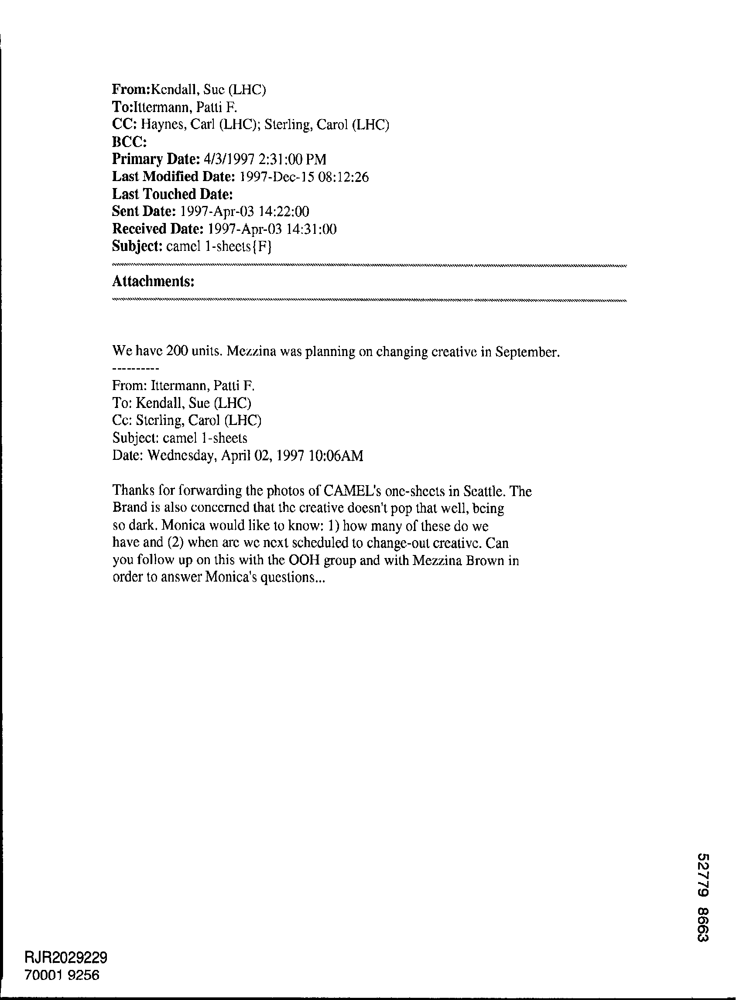 From:Kendall, Sue (LHC)
To:Ittermann, Patti F.
CC: Haynes, Carl (LHC); Sterling, Carol (LHC)
BCC:
Primary Date: 4/3/1997 2:31:00 PM
Last Modified Date: 1997-Dec-15 08:12:26
Last Touched Date:
Sent Date: 1997-Apr-03 14:22:00
Received Date: 1997-Apr-03 14:31:00
Subject: camel 1-sheets{F}
Attachments:
We have 200 units. Mezzina was planning on changing creative in September.
----------
From: Ittermann, Patti F.
To: Kendall, Sue (LHC)
Cc: Sterling, Carol (LHC)
Subject: camel 1-sheets
Date: Wednesday, April 02, 1997 10:06AM
Thanks for forwarding the photos of CAMEL's one-sheets in Seattle. The
Brand is also concerned that the creative doesn't pop that well, being
so dark. Monica would like to know: 1) how many of these do we
have and (2) when are we next scheduled to change-out creative. Can
you follow up on this with the OOH group and with Mezzina Brown in
order to answer Monica's questions...
52779 8663
RJR2029229
70001 9256